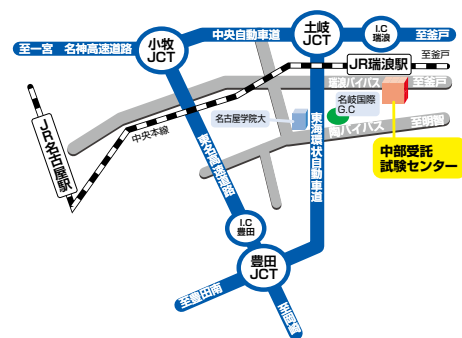 至一宮 名神高速道路
小牧
JCT
中央自動車道
土岐
JCT
I.C
瑞浪
至釜戸
JR瑞浪駅
至釜戸
瑞浪バイパス
至釜戸
JR名古屋駅
中央本線
名古屋学院大
名岐国際
G.C
陶バイパス
至明智
中部受託
試験センター
東名高速道路
東海環状自動車道
I.C
豊田
豊田
JCT
至豊田南
至岡崎